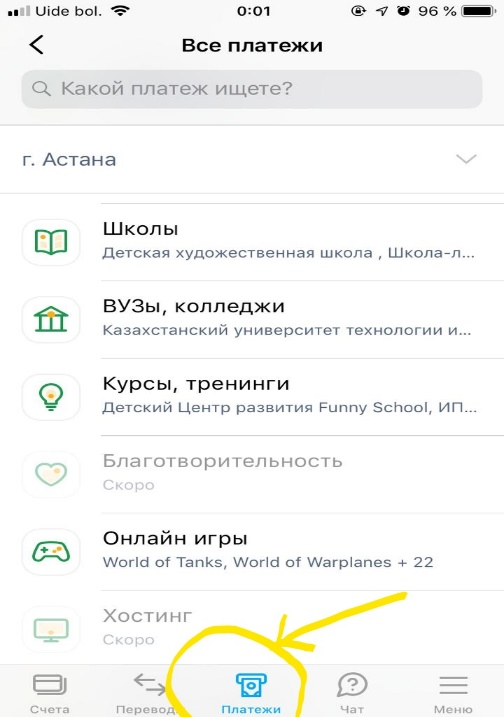 Uide bol.
0:01
96 %
Все платежи
Какой платеж ищете?
г. Астана
Школы
Детская художественная школа , Школа-л...
ВУЗы, колледжи
Казахстанский университет технологии и...
Курсы, тренинги
Детский Центр развития Funny School, ИП...
Благотворительность
Скоро
Онлайн игры
World of Tanks, World of Warplanes + 22
Хостинг
Скоро
Счета
Перевод
Платежи
Чат
Меню